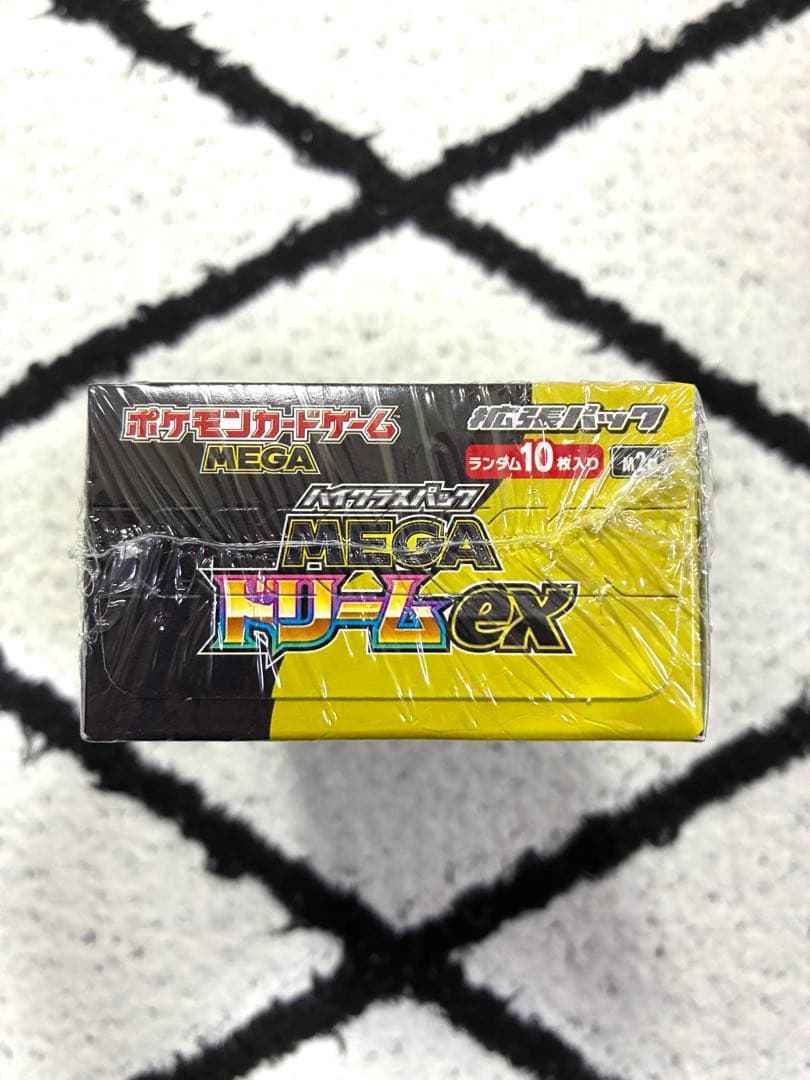 ポケモンカードゲーム
MEGA
拡張パック
ランダム10枚入り
ハイクラスパック
MEGA
ドリームex